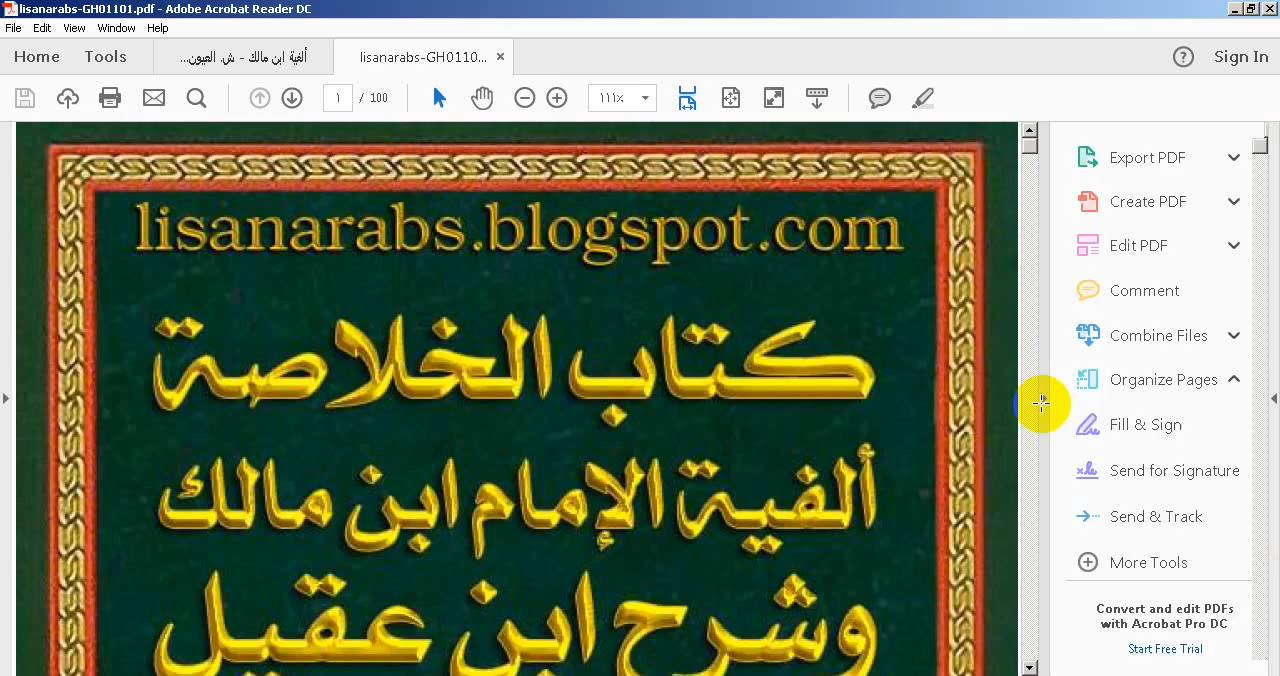 lisanarabs-GH01101.pdf - Adobe Acrobat Reader DC
File Edit View Window Help
Home Tools ألفية ابن مالك - ش. العيون... lisanarabs-GH0110... × ? Sign In
١ / 100 ١١١%
lisanarabs.blogspot.com
كتاب الخلاصة
ألفية الإمام ابن مالك
وشرح ابن عقيل
Export PDF
Create PDF
Edit PDF
Comment
Combine Files
Organize Pages
Fill & Sign
Send for Signature
Send & Track
More Tools
Convert and edit PDFs
with Acrobat Pro DC
Start Free Trial